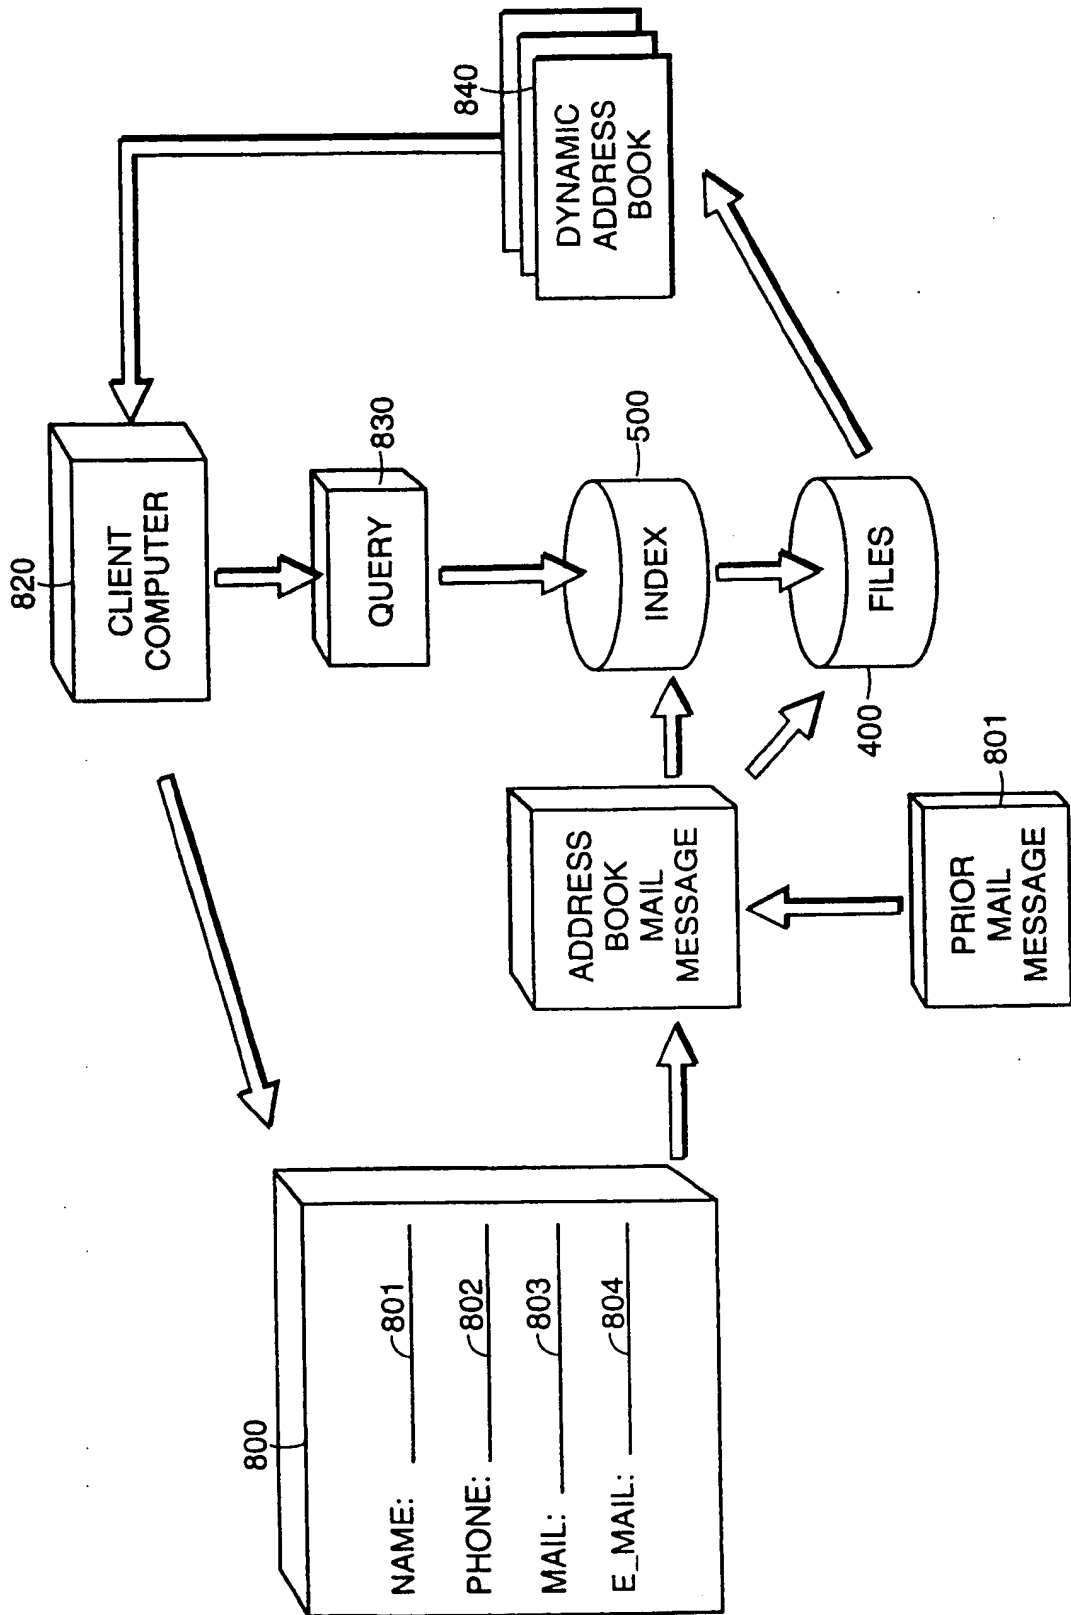 800
NAME:
801
PHONE:
802
MAIL:
803
E_MAIL:
804
820
CLIENT
COMPUTER
QUERY
830
INDEX
500
FILES
400
ADDRESS
BOOK
MAIL
MESSAGE
PRIOR
MAIL
MESSAGE
801
840
DYNAMIC
ADDRESS
BOOK